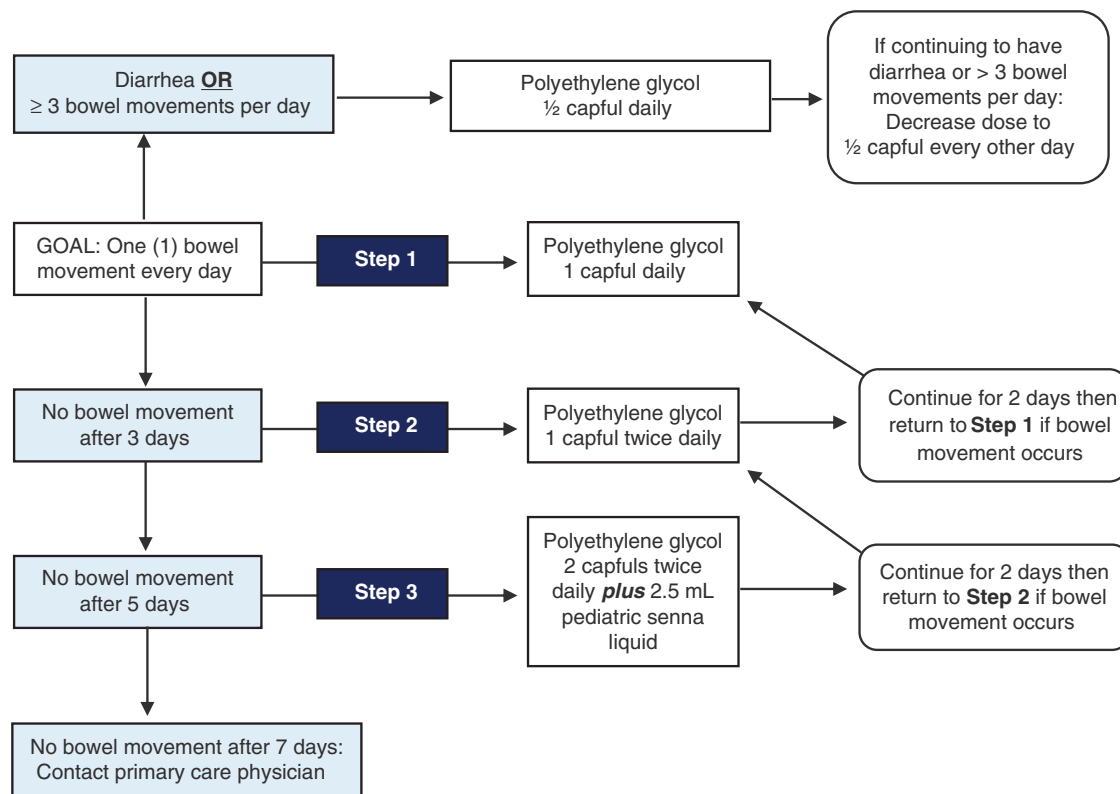 Diarrhea OR
≥ 3 bowel movements per day
Polyethylene glycol
½ capful daily
If continuing to have
diarrhea or > 3 bowel
movements per day:
Decrease dose to
½ capful every other day
GOAL: One (1) bowel
movement every day
Step 1
Polyethylene glycol
1 capful daily
No bowel movement
after 3 days
Step 2
Polyethylene glycol
1 capful twice daily
Continue for 2 days then
return to Step 1 if bowel
movement occurs
No bowel movement
after 5 days
Step 3
Polyethylene glycol
2 capfuls twice
daily plus 2.5 mL
pediatric senna
liquid
Continue for 2 days then
return to Step 2 if bowel
movement occurs
No bowel movement after 7 days:
Contact primary care physician